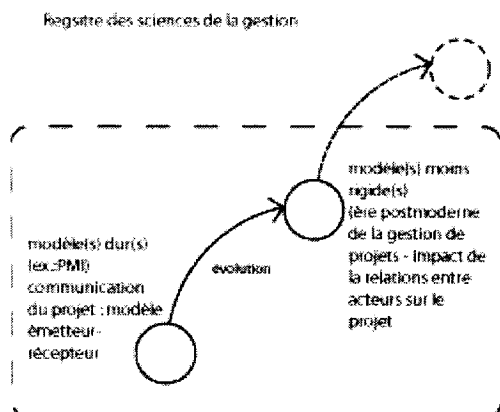 Regsitre des sciences de la gestion
modèle(s) moins
rigide(s)
(ère postmoderne
de la gestion de
projets - impact de
la relations entre
acteurs sur le
projet
évolution
modèle(s) dur(s)
(ex.:PMI)
communication
du projet : modèle
émetteur-
récepteur